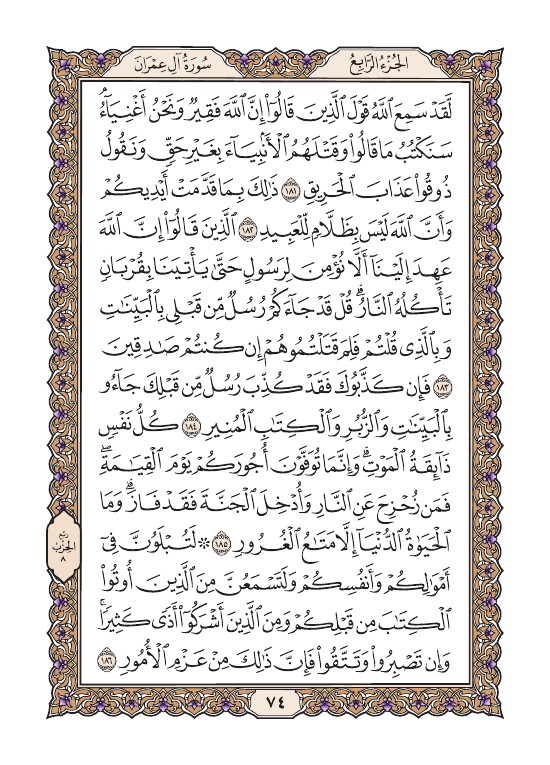 الجُزْءُ الرَّابِعُ
سُورَةُ آلِ عِمْرَانَ
لَّقَدْ سَمِعَ ٱللَّهُ قَوْلَ ٱلَّذِينَ قَالُوٓا۟ إِنَّ ٱللَّهَ فَقِيرٌ وَنَحْنُ أَغْنِيَآءُ ۘ
سَنَكْتُبُ مَا قَالُوا۟ وَقَتْلَهُمُ ٱلْأَنۢبِيَآءَ بِغَيْرِ حَقٍّ وَنَقُولُ
ذُوقُوا۟ عَذَابَ ٱلْحَرِيقِ ١٨١ ذَٰلِكَ بِمَا قَدَّمَتْ أَيْدِيكُمْ
وَأَنَّ ٱللَّهَ لَيْسَ بِظَلَّامٍ لِّلْعَبِيدِ ١٨٢ ٱلَّذِينَ قَالُوٓا۟ إِنَّ ٱللَّهَ
عَهِدَ إِلَيْنَآ أَلَّا نُؤْمِنَ لِرَسُولٍ حَتَّىٰ يَأْتِيَنَا بِقُرْبَانٍ
تَأْكُلُهُ ٱلنَّارُ ۗ قُلْ قَدْ جَآءَكُمْ رُسُلٌ مِّن قَبْلِى بِٱلْبَيِّنَٰتِ
وَبِٱلَّذِى قُلْتُمْ فَلِمَ قَتَلْتُمُوهُمْ إِن كُنتُمْ صَٰدِقِينَ
١٨٣ فَإِن كَذَّبُوكَ فَقَدْ كُذِّبَ رُسُلٌ مِّن قَبْلِكَ جَآءُو
بِٱلْبَيِّنَٰتِ وَٱلزُّبُرِ وَٱلْكِتَٰبِ ٱلْمُنِيرِ ١٨٤ كُلُّ نَفْسٍ
ذَآئِقَةُ ٱلْمَوْتِ ۗ وَإِنَّمَا تُوَفَّوْنَ أُجُورَكُمْ يَوْمَ ٱلْقِيَٰمَةِ ۖ
فَمَن زُحْزِحَ عَنِ ٱلنَّارِ وَأُدْخِلَ ٱلْجَنَّةَ فَقَدْ فَازَ ۗ وَمَا
ٱلْحَيَوٰةُ ٱلدُّنْيَآ إِلَّا مَتَٰعُ ٱلْغُرُورِ ١٨٥ ۞ لَتُبْلَوُنَّ فِىٓ
أَمْوَٰلِكُمْ وَأَنفُسِكُمْ وَلَتَسْمَعُنَّ مِنَ ٱلَّذِينَ أُوتُوا۟
ٱلْكِتَٰبَ مِن قَبْلِكُمْ وَمِنَ ٱلَّذِينَ أَشْرَكُوٓا۟ أَذًى كَثِيرًا ۚ
وَإِن تَصْبِرُوا۟ وَتَتَّقُوا۟ فَإِنَّ ذَٰلِكَ مِنْ عَزْمِ ٱلْأُمُورِ ١٨٦
ربع
الحزب
٨
٧٤